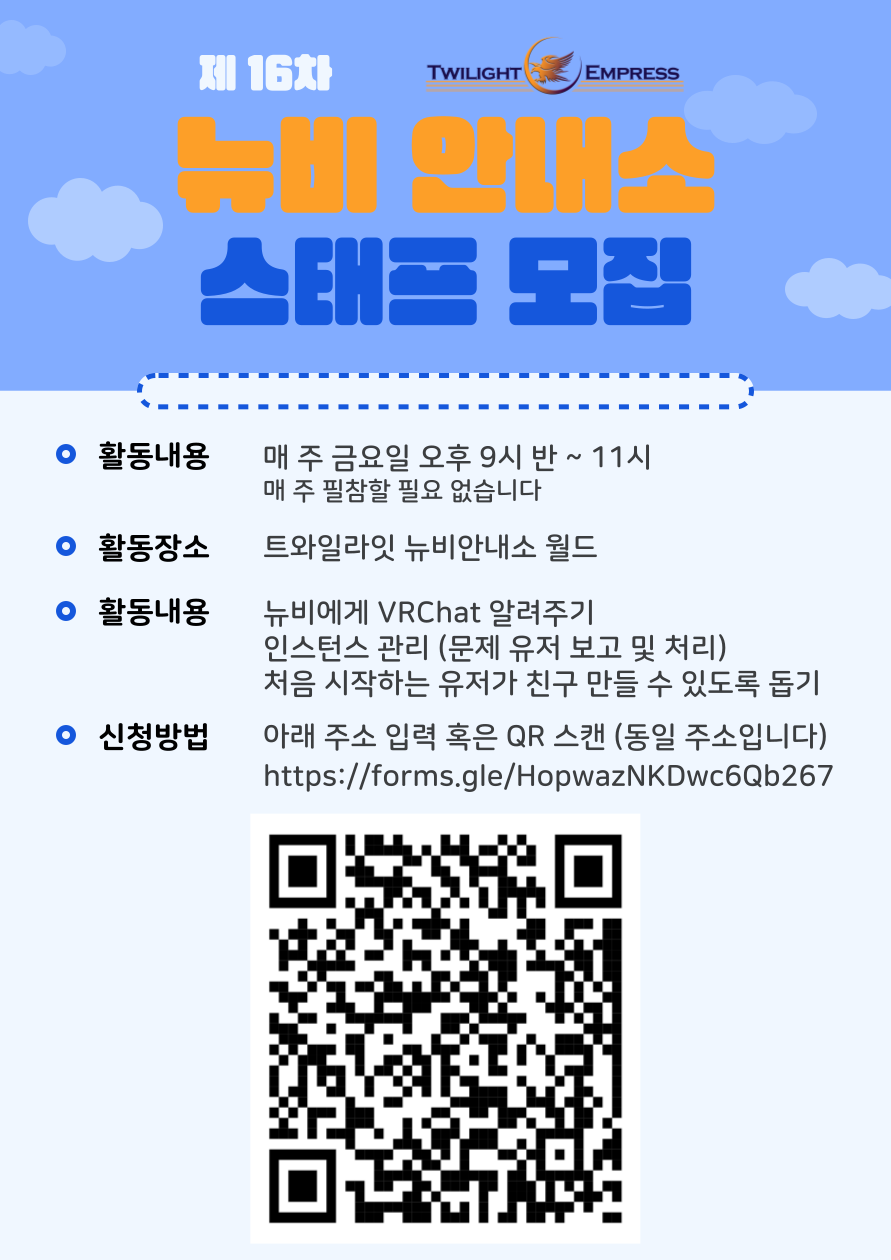 제 16차
TWILIGHT EMPRESS
뉴비 안내소
스태프 모집
활동내용 매 주 금요일 오후 9시 반 ~ 11시
매 주 필참할 필요 없습니다
활동장소 트와일라잇 뉴비안내소 월드
활동내용 뉴비에게 VRChat 알려주기
인스턴스 관리 (문제 유저 보고 및 처리)
처음 시작하는 유저가 친구 만들 수 있도록 돕기
신청방법 아래 주소 입력 혹은 QR 스캔 (동일 주소입니다)
https://forms.gle/HopwazNKDwc6Qb267